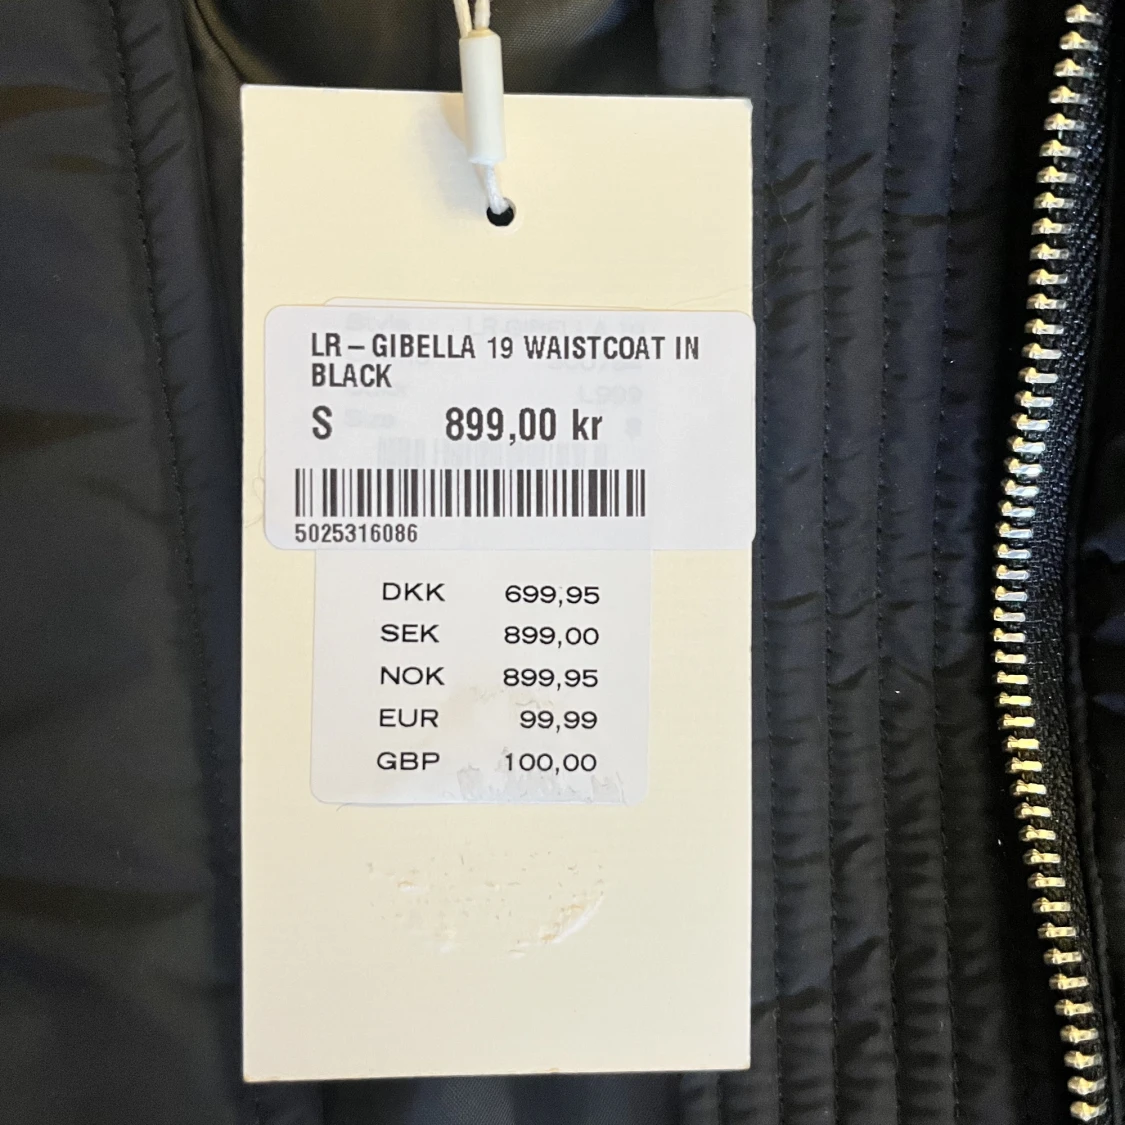 LR – GIBELLA 19 WAISTCOAT IN
BLACK
S 899,00 kr
5025316086
DKK 699,95
SEK 899,00
NOK 899,95
EUR 99,99
GBP 100,00